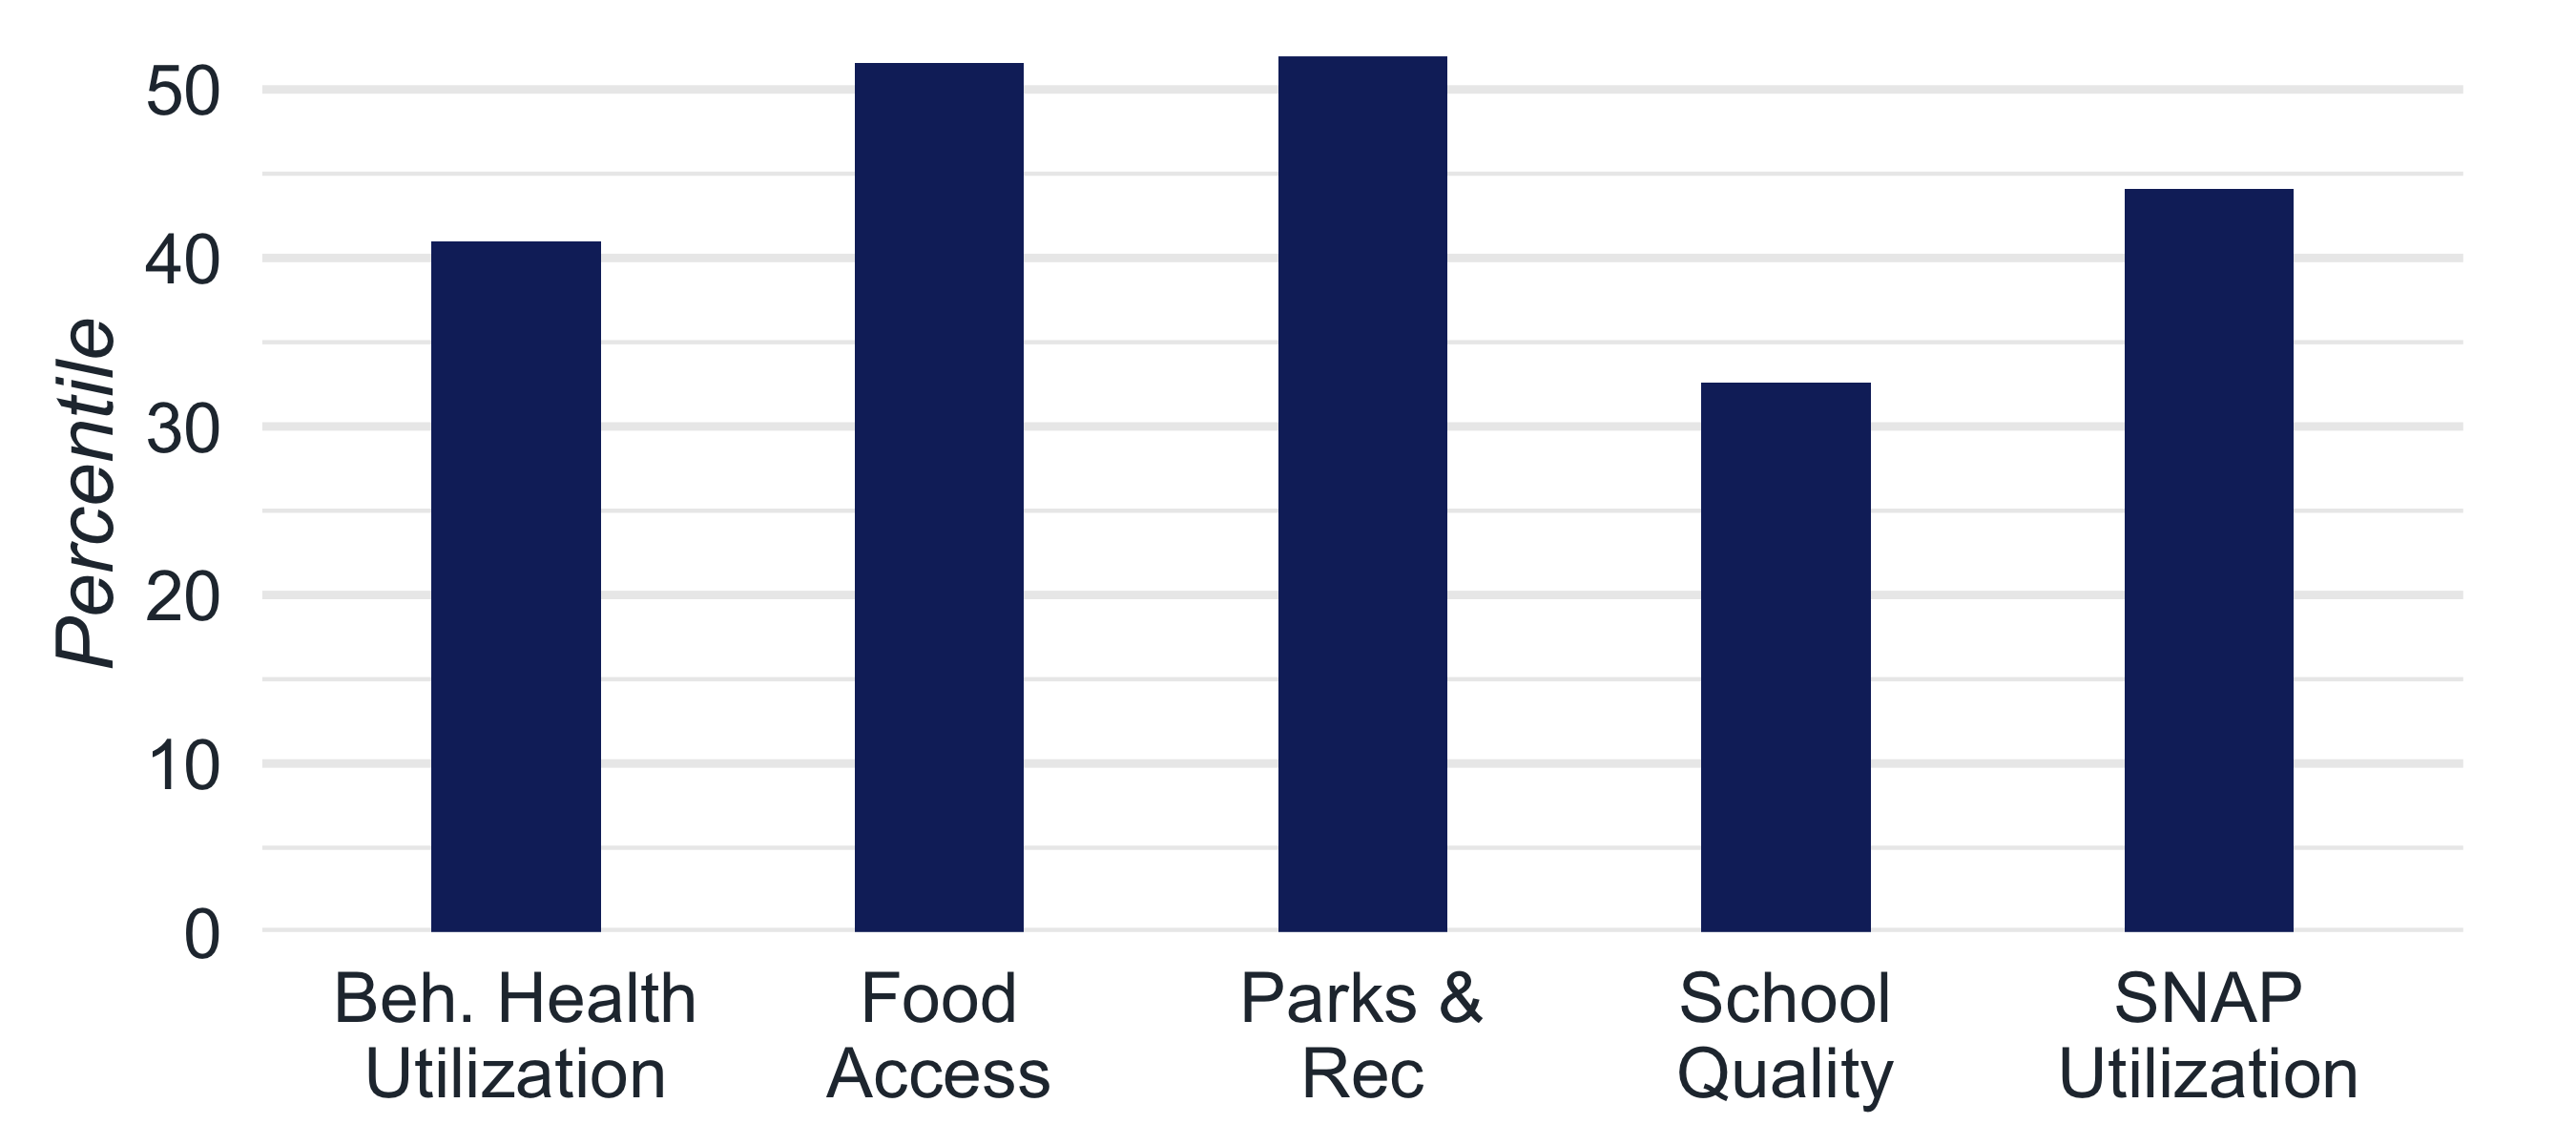 Percentile
50
40
30
20
10
0
Beh. Health
Utilization
Food
Access
Parks &
Rec
School
Quality
SNAP
Utilization